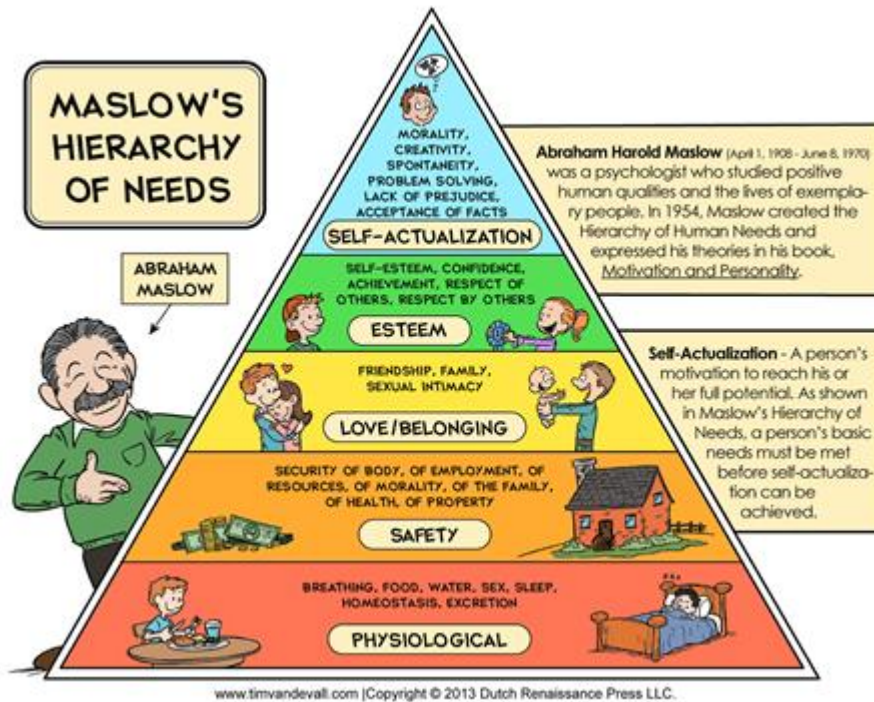 MASLOW'S
HIERARCHY
OF NEEDS
ABRAHAM
MASLOW
MORALITY,
CREATIVITY,
SPONTANEITY,
PROBLEM SOLVING,
LACK OF PREJUDICE,
ACCEPTANCE OF FACTS
SELF-ACTUALIZATION
SELF-ESTEEM, CONFIDENCE,
ACHIEVEMENT, RESPECT OF
OTHERS, RESPECT BY OTHERS
ESTEEM
FRIENDSHIP, FAMILY,
SEXUAL INTIMACY
LOVE/BELONGING
SECURITY OF BODY, OF EMPLOYMENT, OF
RESOURCES, OF MORALITY, OF THE FAMILY,
OF HEALTH, OF PROPERTY
SAFETY
BREATHING, FOOD, WATER, SEX, SLEEP,
HOMEOSTASIS, EXCRETION
PHYSIOLOGICAL
Abraham Harold Maslow (April 1, 1908 - June 8, 1970)
was a psychologist who studied positive
human qualities and the lives of exempla-
ry people. In 1954, Maslow created the
Hierarchy of Human Needs and
expressed his theories in his book,
Motivation and Personality.
Self-Actualization - A person's
motivation to reach his or
her full potential. As shown
in Maslow's Hierarchy of
Needs, a person's basic
needs must be met
before self-actualiza-
tion can be
achieved.
www.timvandevall.com |Copyright © 2013 Dutch Renaissance Press LLC.